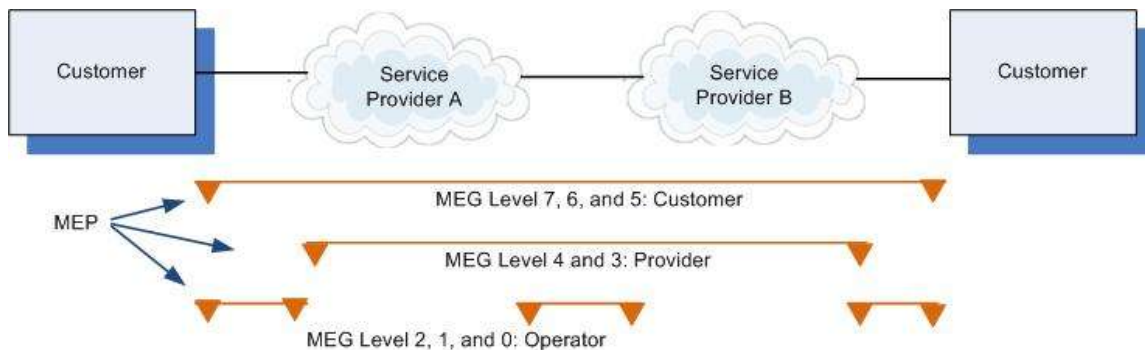 Customer
Service
Provider A
Service
Provider B
Customer
MEG Level 7, 6, and 5: Customer
MEP
MEG Level 4 and 3: Provider
MEG Level 2, 1, and 0: Operator